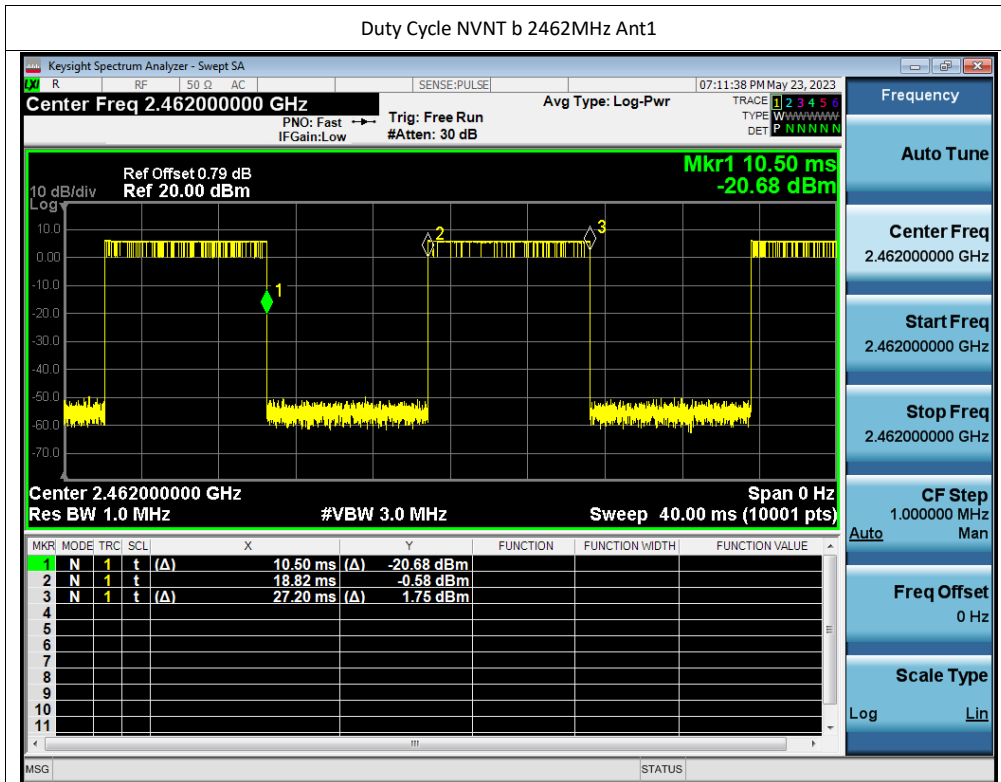 Duty Cycle NVNT b 2462MHz Ant1
Keysight Spectrum Analyzer - Swept SA
LXI R RF 50 Ω AC SENSE:PULSE 07:11:38 PM May 23, 2023
Center Freq 2.462000000 GHz Avg Type: Log-Pwr TRACE 1 2 3 4 5 6
PNO: Fast Trig: Free Run TYPE WWWWWWW
IFGain:Low #Atten: 30 dB DET P N N N N N
Mkr1 10.50 ms
-20.68 dBm
Ref Offset 0.79 dB
10 dB/div Ref 20.00 dBm
Log
10.0
0.00
-10.0
-20.0
-30.0
-40.0
-50.0
-60.0
-70.0
1
2
3
Center 2.462000000 GHz Span 0 Hz
Res BW 1.0 MHz #VBW 3.0 MHz Sweep 40.00 ms (10001 pts)
MKR MODE TRC SCL X Y FUNCTION FUNCTION WIDTH FUNCTION VALUE
1 N 1 t (Δ) 10.50 ms (Δ) -20.68 dBm
2 N 1 t 18.82 ms -0.58 dBm
3 N 1 t (Δ) 27.20 ms (Δ) 1.75 dBm
4
5
6
7
8
9
10
11
MSG STATUS
Frequency
Auto Tune
Center Freq
2.462000000 GHz
Start Freq
2.462000000 GHz
Stop Freq
2.462000000 GHz
CF Step
1.000000 MHz
Auto Man
Freq Offset
0 Hz
Scale Type
Log Lin